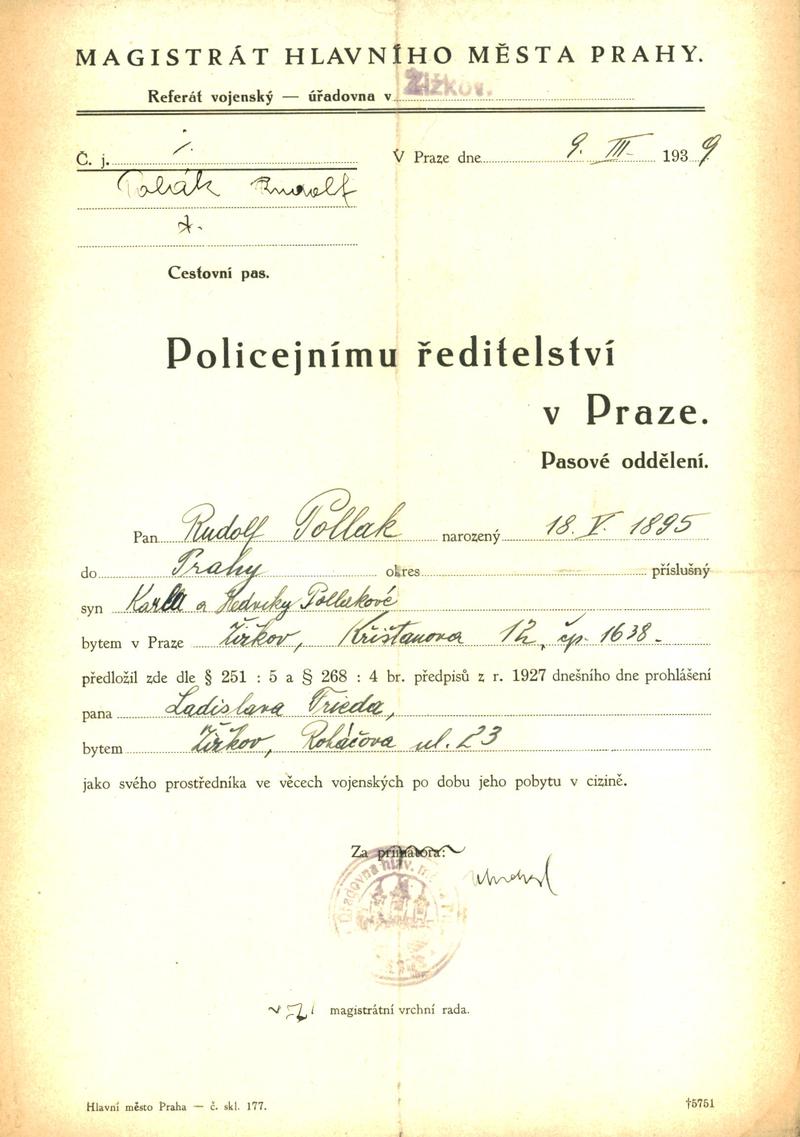 MAGISTRÁT HLAVNÍHO MĚSTA PRAHY.
Referát vojenský — úřadovna v Žižkov.
Č. j.
V Praze dne 9. III. 1939
Rudolf
Cestovní pas.
Policejnímu ředitelství
v Praze.
Pasové oddělení.
Pan Rudolf Pollak narozený 18. V. 1895
do Prahy okres příslušný
syn Karla a Hedviky Pollakové
bytem v Praze Žižkov, Křišťanova 12, čp. 1638-
předložil zde dle § 251 : 5 a § 268 : 4 br. předpisů z r. 1927 dnešního dne prohlášení
pana Ladislava Frieda,
bytem Žižkov, Roháčova ul. 23
jako svého prostředníka ve věcech vojenských po dobu jeho pobytu v cizině.
Za primátora:
Úřadovna hlav.
magistrátní vrchní rada.
Hlavní město Praha — č. skl. 177.
†5751